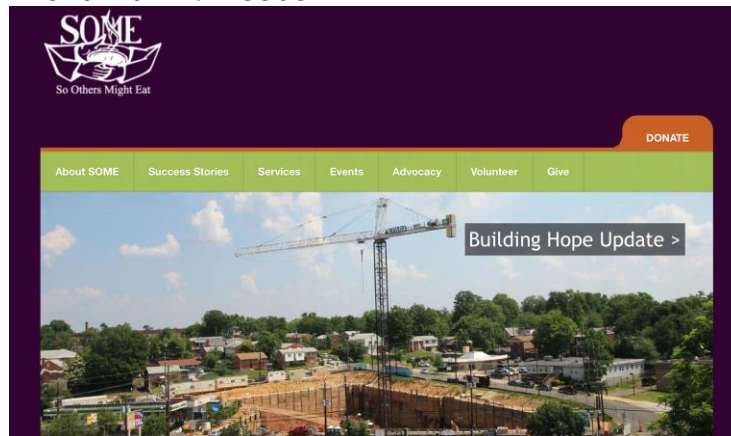 SOME
So Others Might Eat
DONATE
About SOME Success Stories Services Events Advocacy Volunteer Give
Building Hope Update >